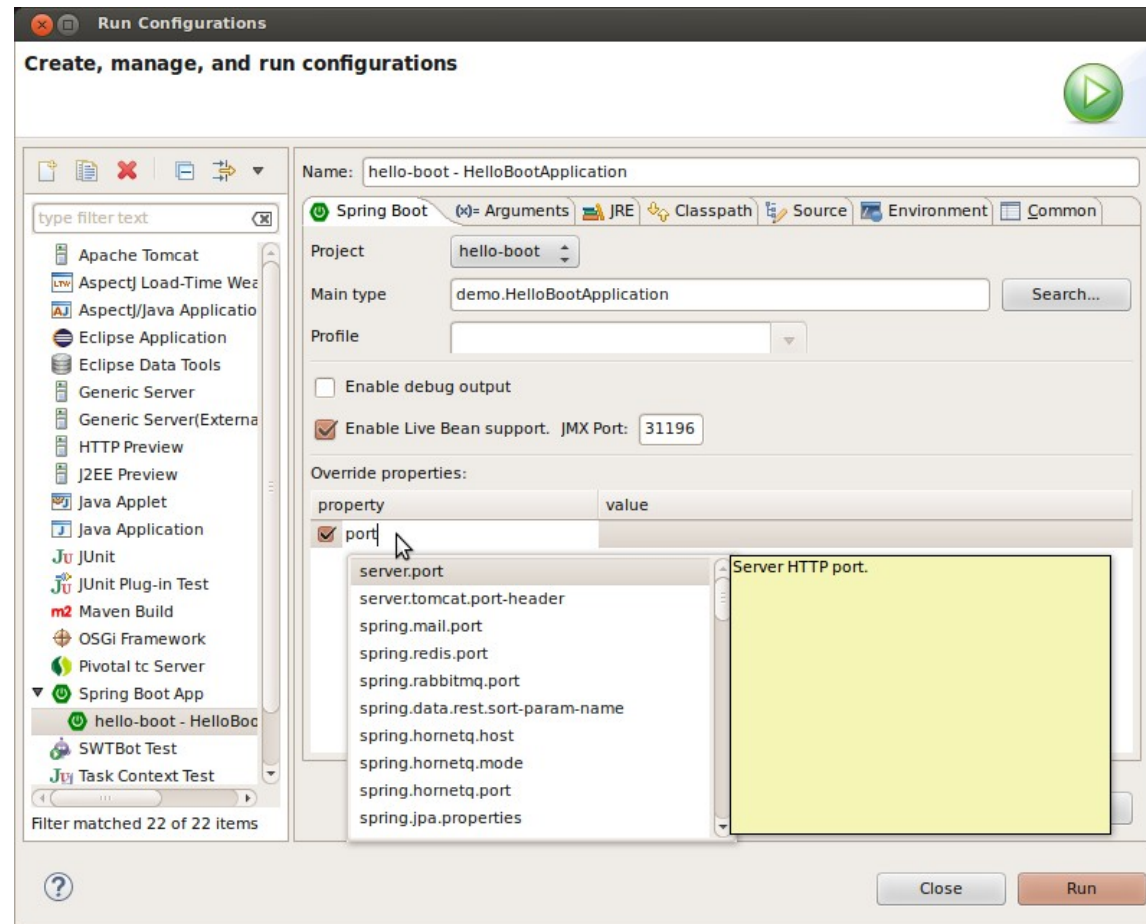 Run Configurations
Create, manage, and run configurations
type filter text
Apache Tomcat
AspectJ Load-Time Wea
AspectJ/Java Applicatio
Eclipse Application
Eclipse Data Tools
Generic Server
Generic Server(Externa
HTTP Preview
J2EE Preview
Java Applet
Java Application
JUnit
JUnit Plug-in Test
m2 Maven Build
OSGi Framework
Pivotal tc Server
Spring Boot App
hello-boot - HelloBoo
SWTBot Test
Task Context Test
Filter matched 22 of 22 items
Name: hello-boot - HelloBootApplication
Spring Boot (x)= Arguments JRE Classpath Source Environment Common
Project hello-boot
Main type demo.HelloBootApplication Search...
Profile
Enable debug output
Enable Live Bean support. JMX Port: 31196
Override properties:
property value
port
server.port
server.tomcat.port-header
spring.mail.port
spring.redis.port
spring.rabbitmq.port
spring.data.rest.sort-param-name
spring.hornetq.host
spring.hornetq.mode
spring.hornetq.port
spring.jpa.properties
Server HTTP port.
Close Run